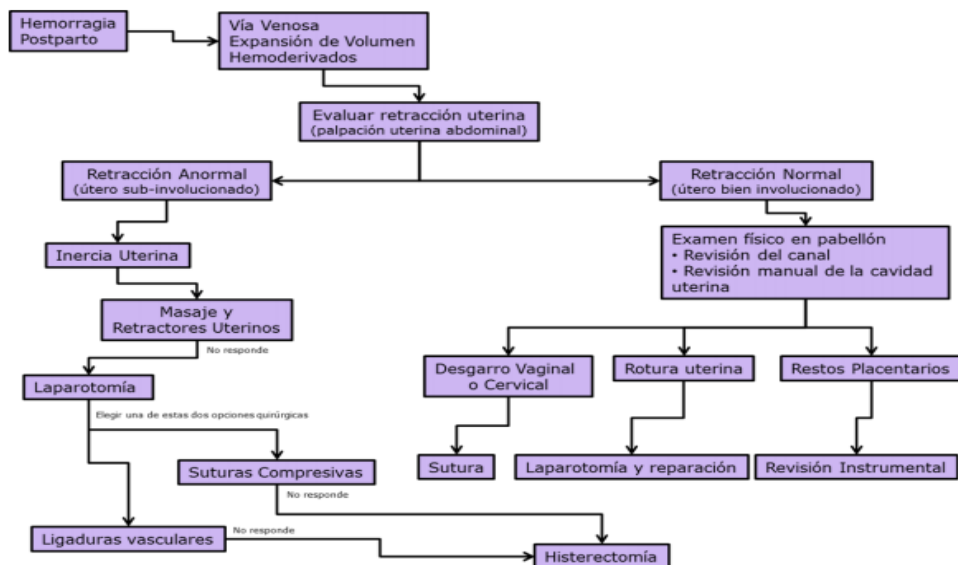 Hemorragia
Postparto
Vía Venosa
Expansión de Volumen
Hemoderivados
Evaluar retracción uterina
(palpación uterina abdominal)
Retracción Anormal
(útero sub-involucionado)
Retracción Normal
(útero bien involucionado)
Inercia Uterina
Examen físico en pabellón
• Revisión del canal
• Revisión manual de la cavidad
uterina
Masaje y
Retractores Uterinos
No responde
Laparotomía
Desgarro Vaginal
o Cervical
Rotura uterina
Restos Placentarios
Elegir una de estas dos opciones quirúrgicas
Suturas Compresivas
Sutura
Laparotomía y reparación
Revisión Instrumental
No responde
Ligaduras vasculares
No responde
Histerectomía